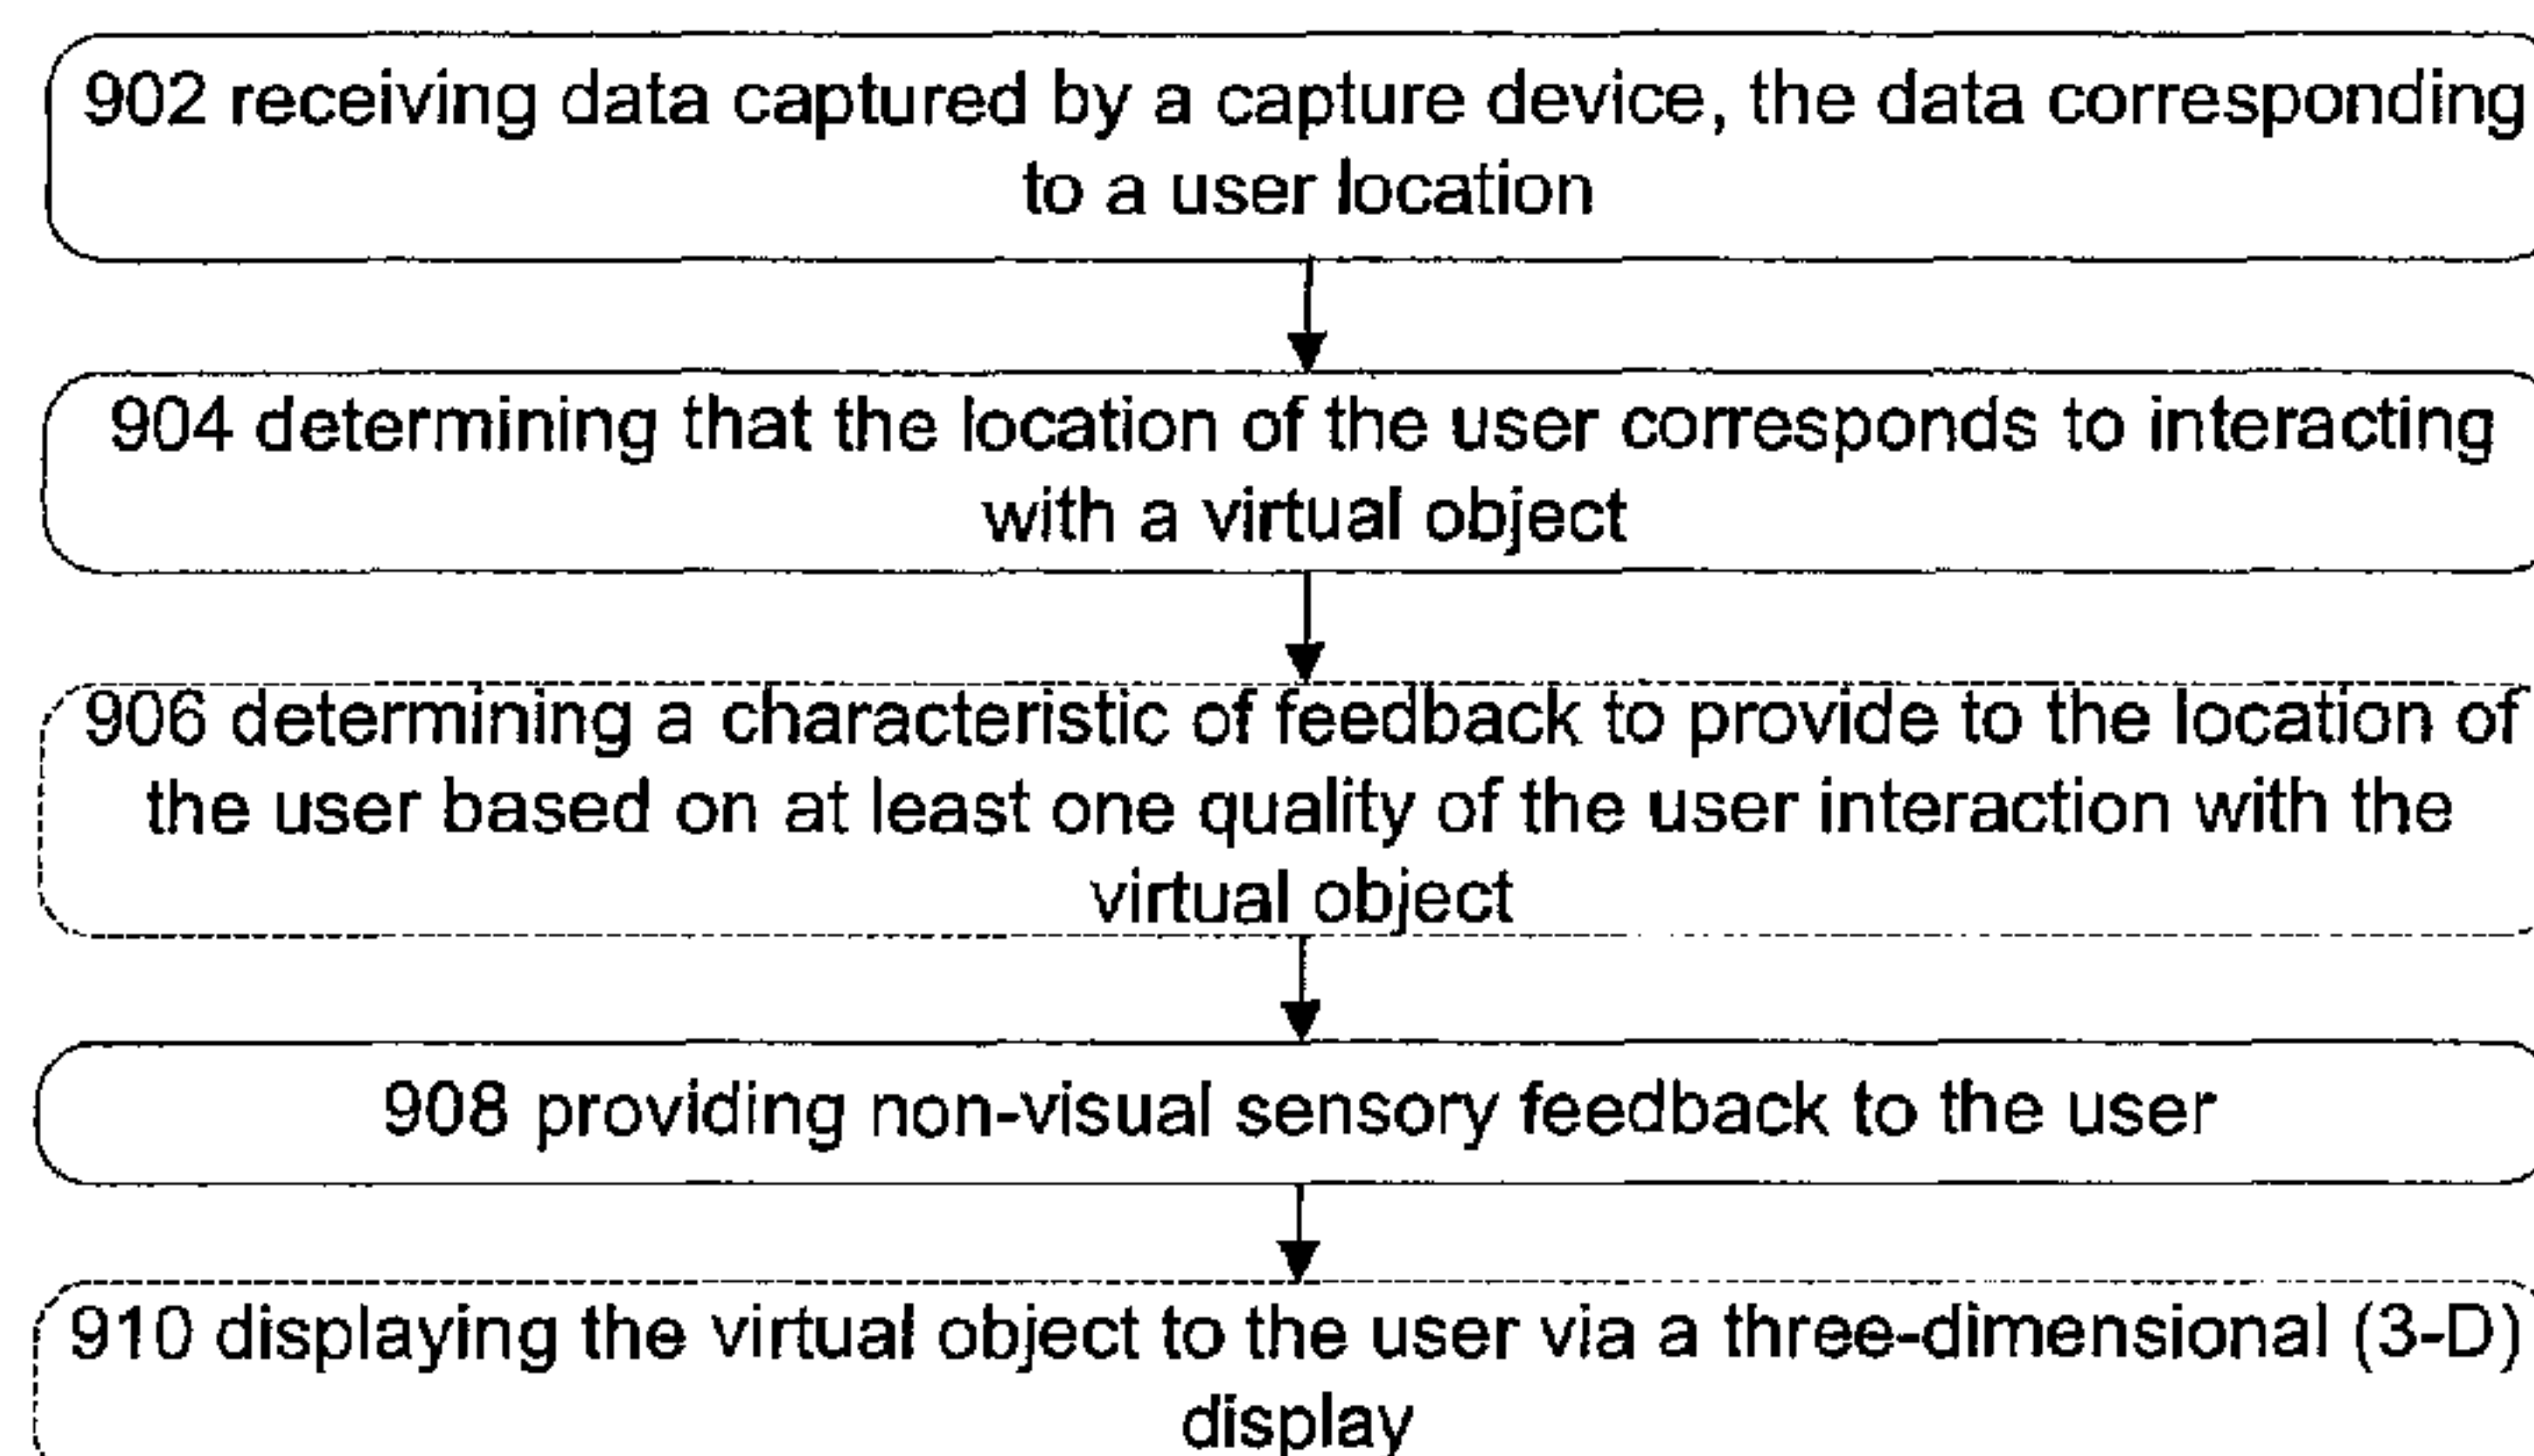 902 receiving data captured by a capture device, the data corresponding
to a user location
904 determining that the location of the user corresponds to interacting
with a virtual object
906 determining a characteristic of feedback to provide to the location of
the user based on at least one quality of the user interaction with the
virtual object
908 providing non-visual sensory feedback to the user
910 displaying the virtual object to the user via a three-dimensional (3-D)
display